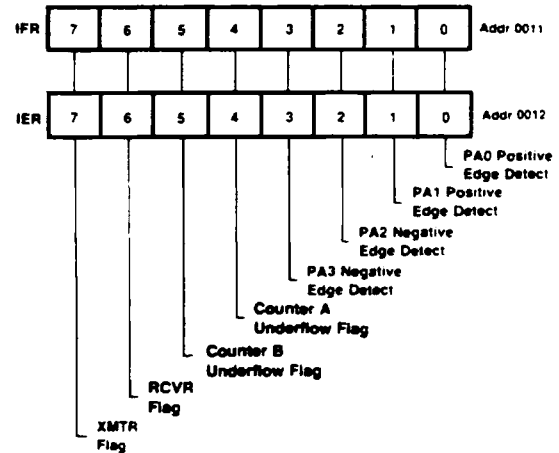 IFR 7 6 5 4 3 2 1 0 Addr 0011
IER 7 6 5 4 3 2 1 0 Addr 0012
PA0 Positive
Edge Detect
PA1 Positive
Edge Detect
PA2 Negative
Edge Detect
PA3 Negative
Edge Detect
Counter A
Underflow Flag
Counter B
Underflow Flag
RCVR
Flag
XMTR
Flag